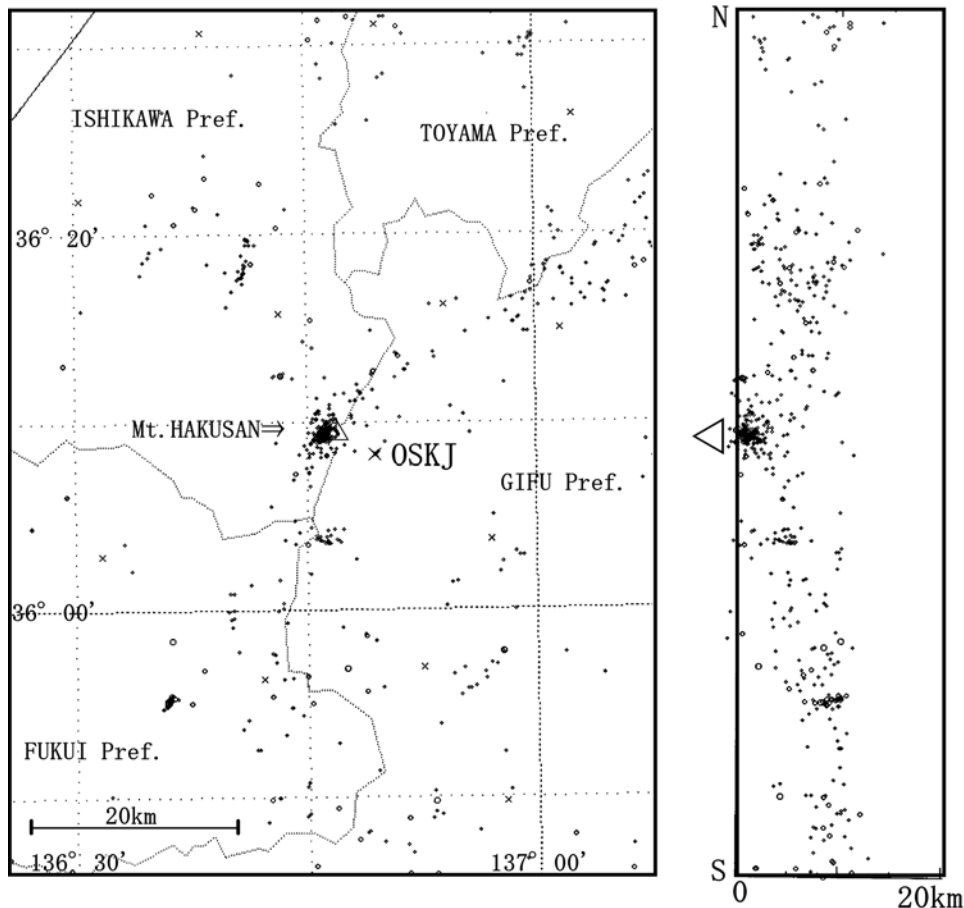 N
ISHIKAWA Pref.
TOYAMA Pref.
36° 20'
Mt. HAKUSAN⇒
OSKJ
GIFU Pref.
36° 00'
FUKUI Pref.
20km
136° 30'
137° 00'
S
0
20km